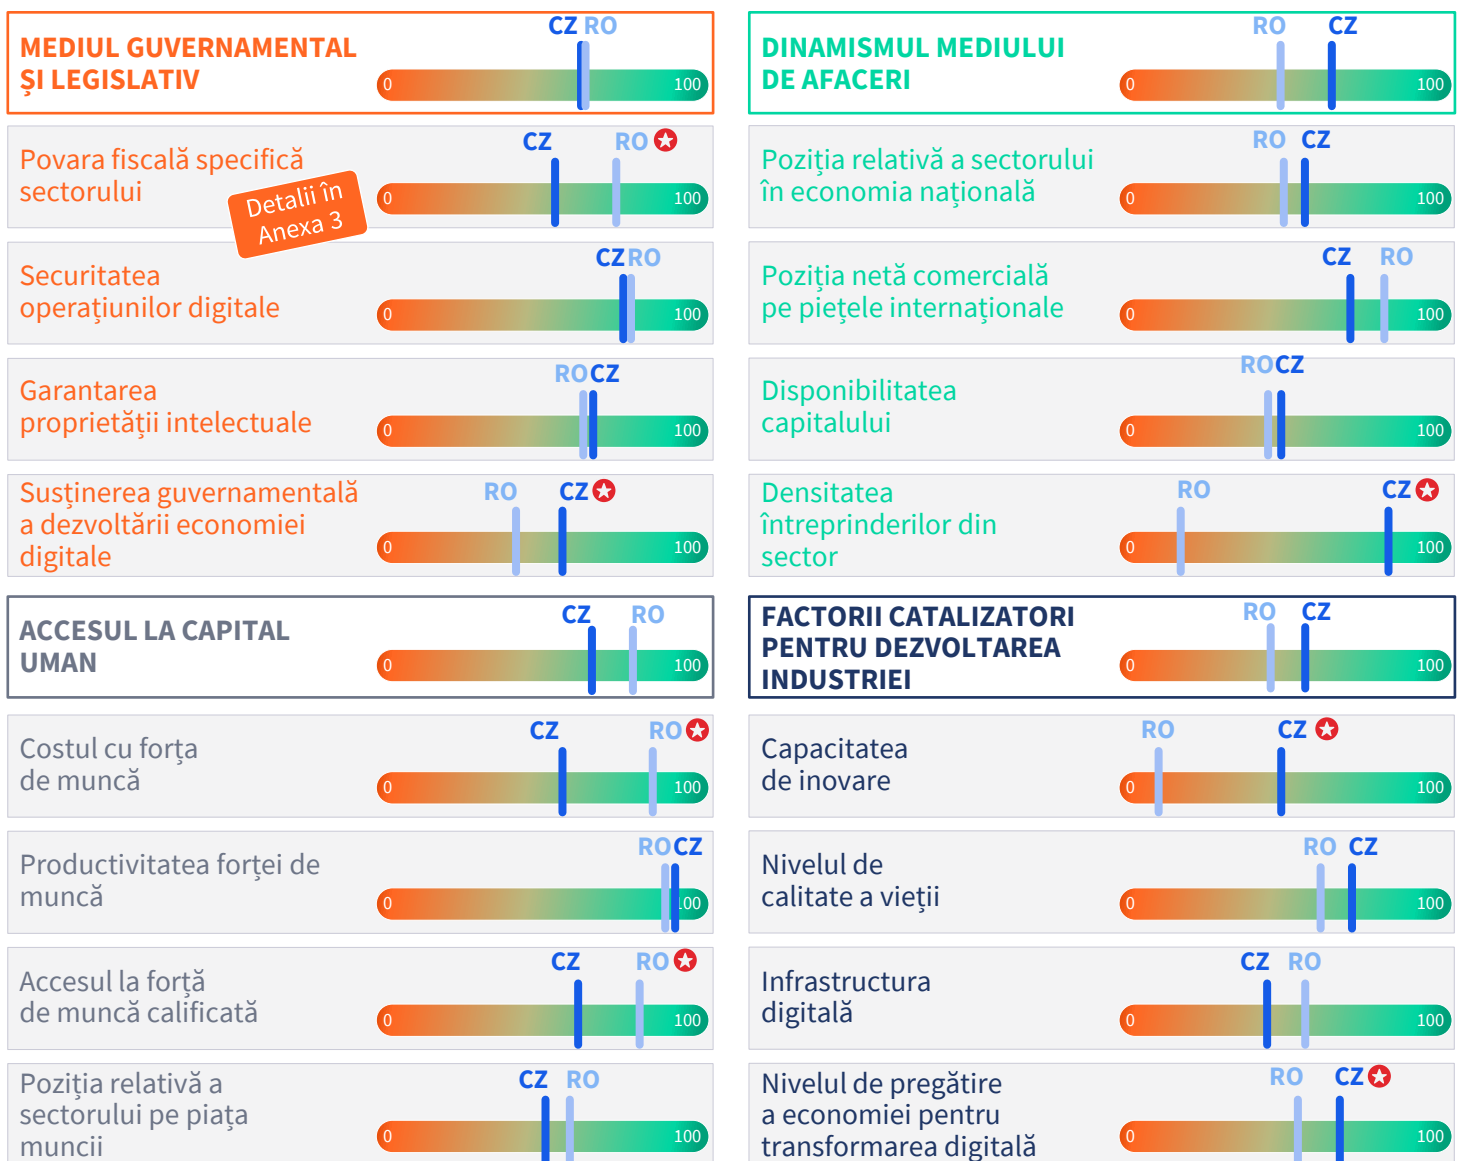 MEDIUL GUVERNAMENTAL
ȘI LEGISLATIV
CZ RO
0 100
Povara fiscală specifică
sectorului
Detalii în
Anexa 3
CZ RO
0 100
Securitatea
operațiunilor digitale
CZ RO
0 100
Garantarea
proprietății intelectuale
RO CZ
0 100
Susținerea guvernamentală
a dezvoltării economiei
digitale
RO CZ
0 100
ACCESUL LA CAPITAL
UMAN
CZ RO
0 100
Costul cu forța
de muncă
CZ RO
0 100
Productivitatea forței de
muncă
RO CZ
0 100
Accesul la forță
de muncă calificată
CZ RO
0 100
Poziția relativă a
sectorului pe piața
muncii
CZ RO
0 100
DINAMISMUL MEDIULUI
DE AFACERI
RO CZ
0 100
Poziția relativă a sectorului
în economia națională
RO CZ
0 100
Poziția netă comercială
pe piețele internaționale
CZ RO
0 100
Disponibilitatea
capitalului
RO CZ
0 100
Densitatea
întreprinderilor din
sector
RO CZ
0 100
FACTORII CATALIZATORI
PENTRU DEZVOLTAREA
INDUSTRIEI
RO CZ
0 100
Capacitatea
de inovare
RO CZ
0 100
Nivelul de
calitate a vieții
RO CZ
0 100
Infrastructura
digitală
CZ RO
0 100
Nivelul de pregătire
a economiei pentru
transformarea digitală
RO CZ
0 100